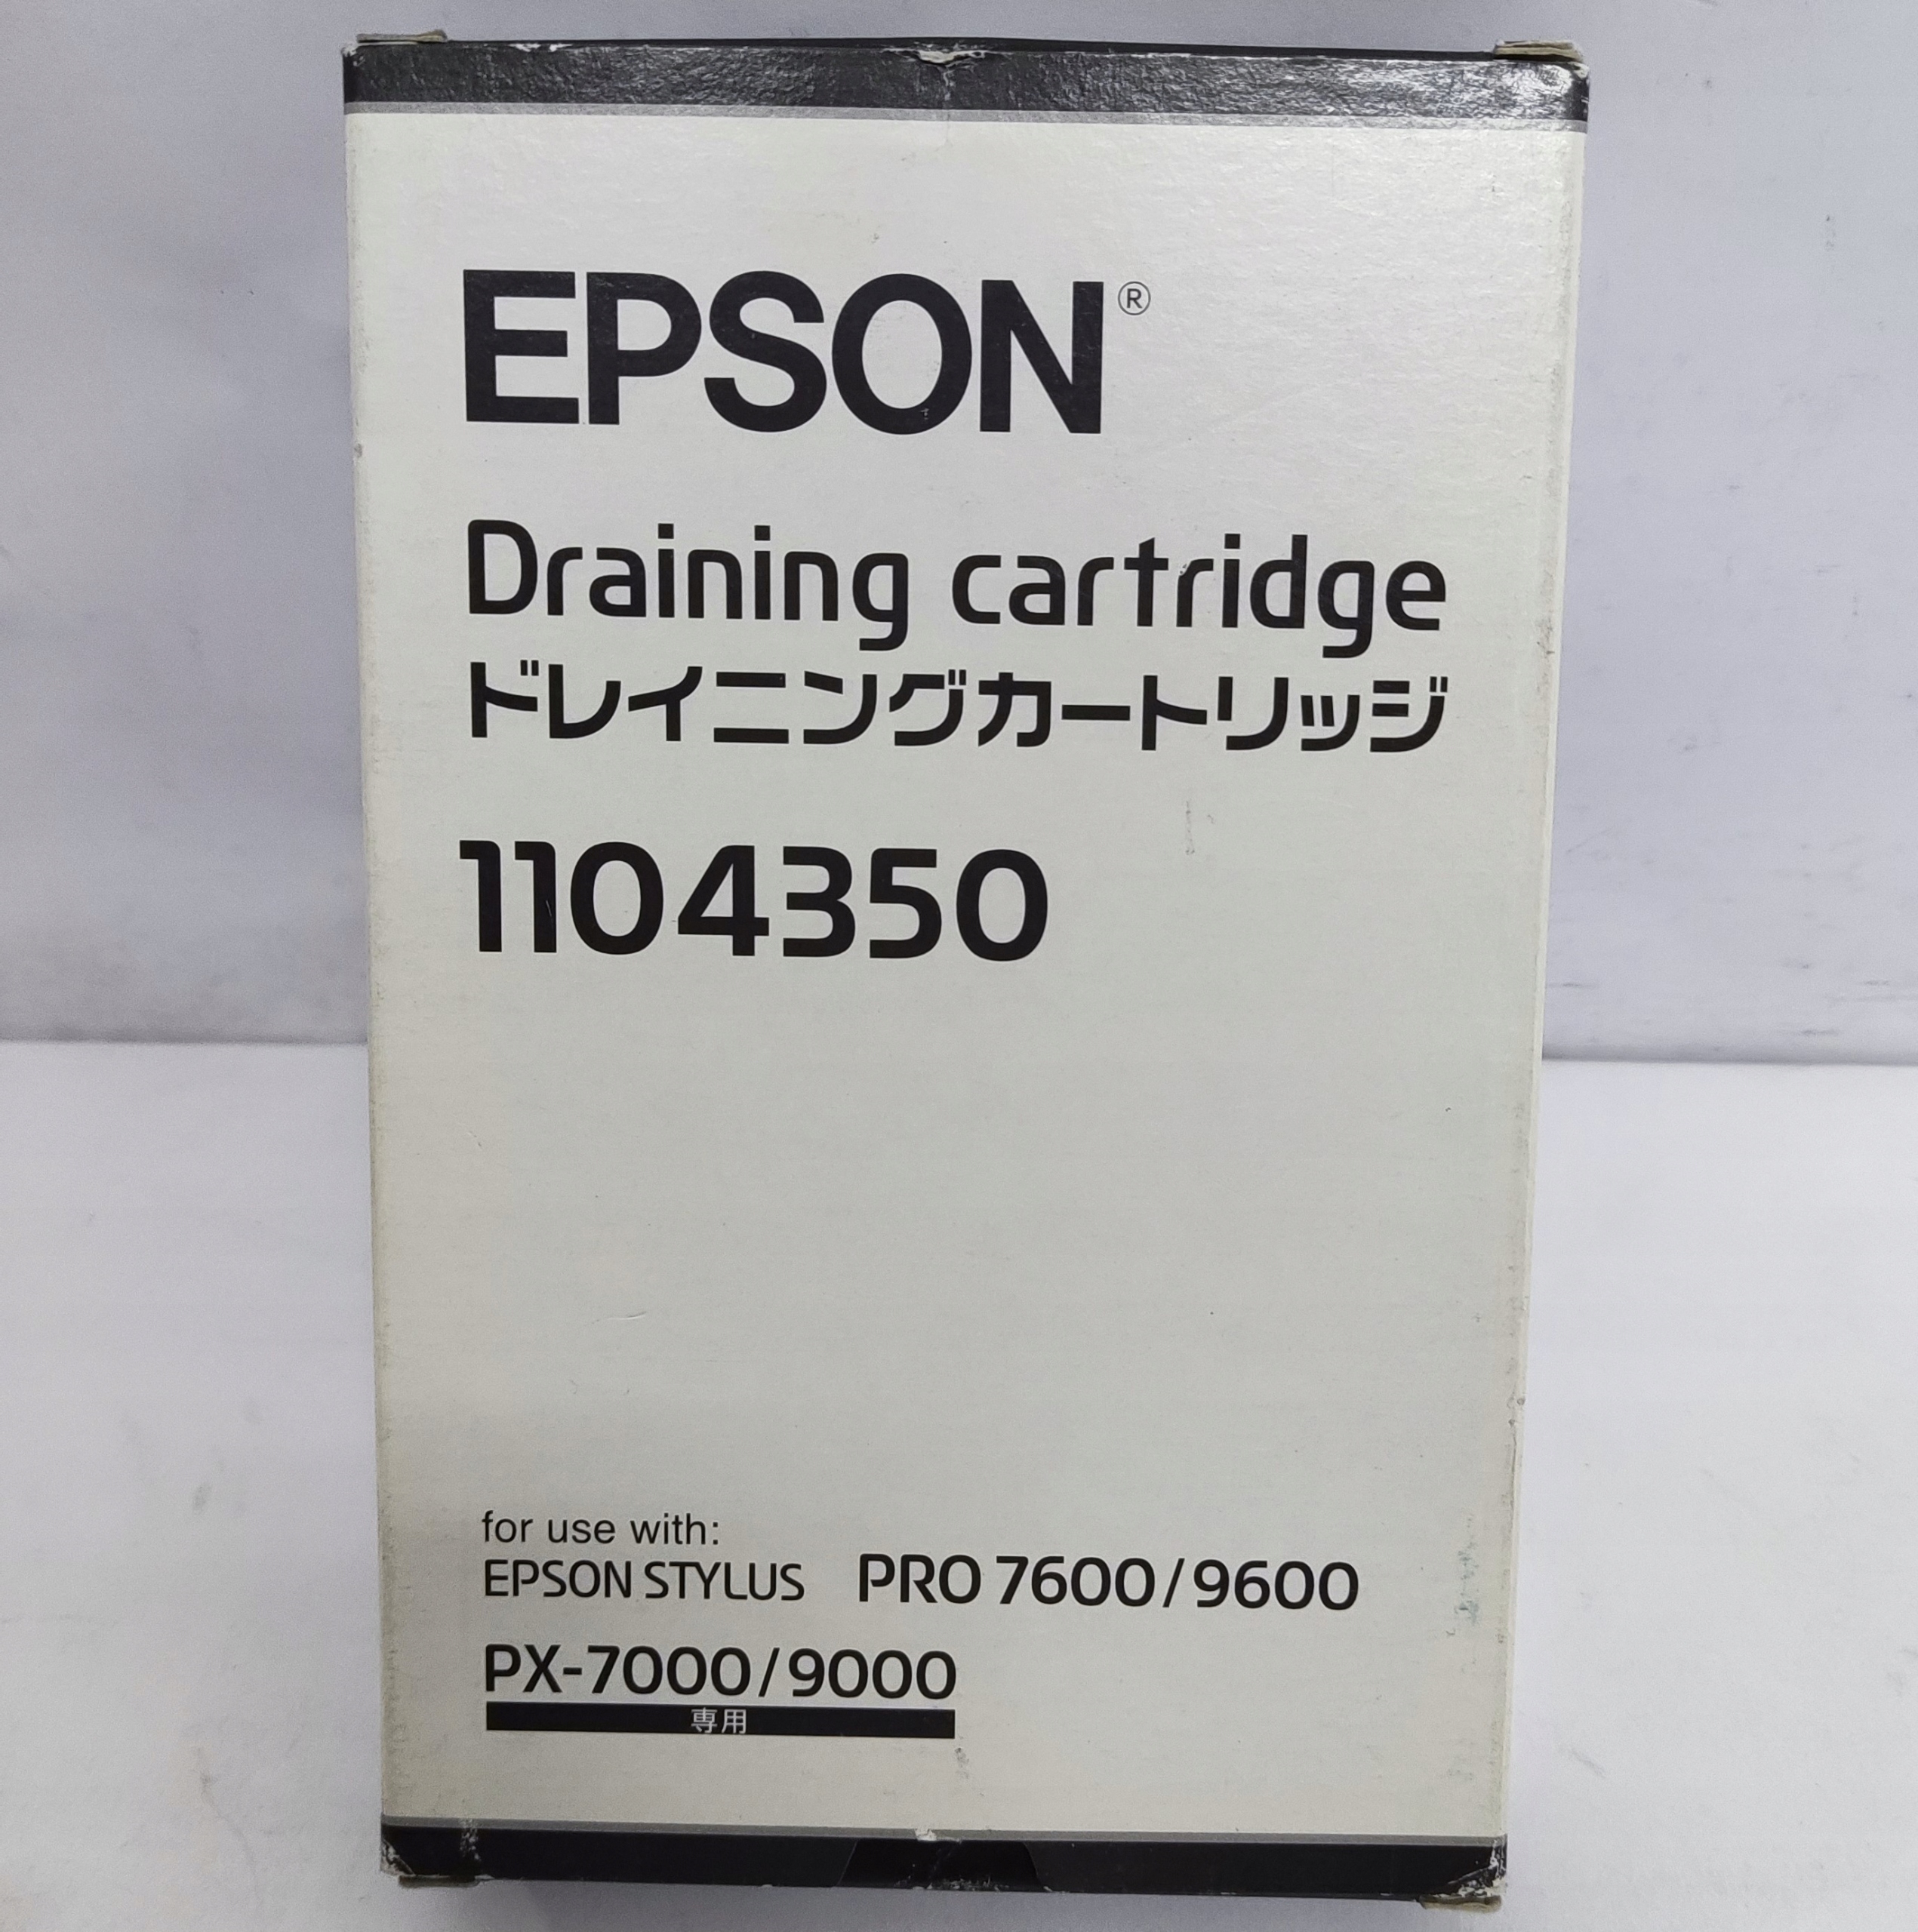 EPSON®
Draining cartridge
ドレイニングカートリッジ
1104350
for use with:
EPSON STYLUS PRO 7600/9600
PX-7000/9000
専用